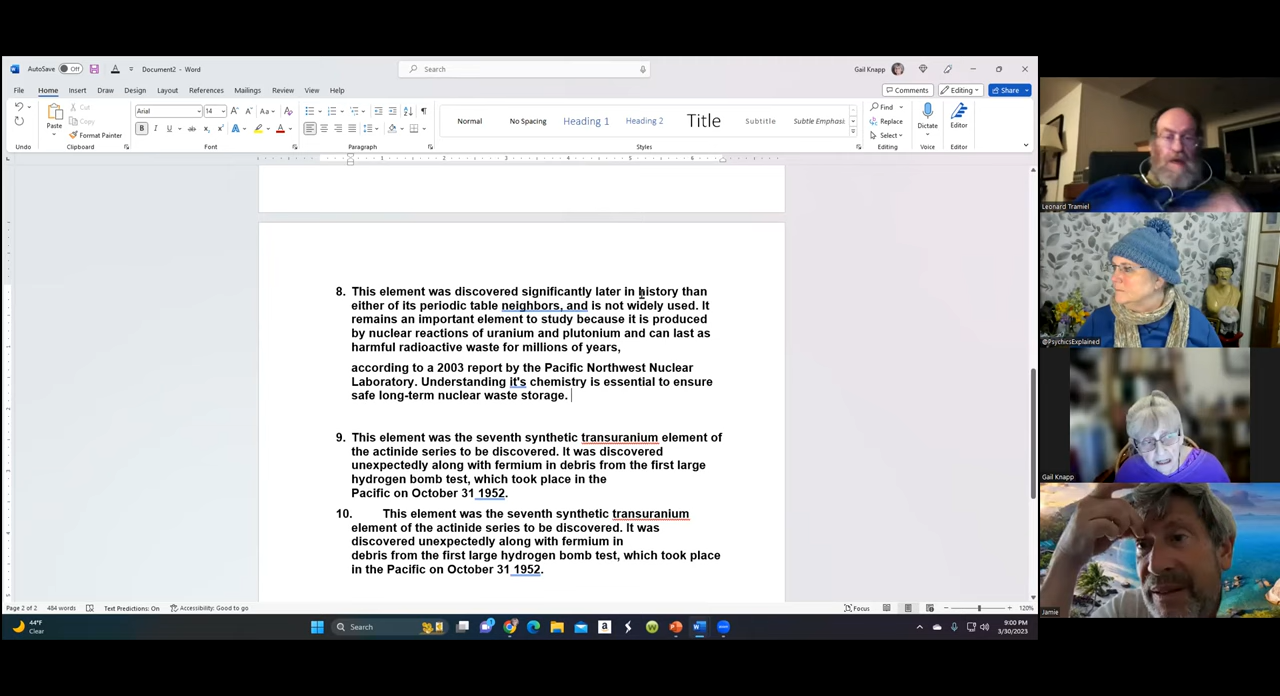 AutoSave Off Document2 - Word Search Gail Knapp
File Home Insert Draw Design Layout References Mailings Review View Help Comments Editing Share
Cut
Copy
Paste Format Painter
Arial 14
Normal No Spacing Heading 1 Heading 2 Title Subtitle Subtle Emphasis
Find
Replace
Select
Dictate Editor
Undo Clipboard Font Paragraph Styles Editing Voice Editor
8. This element was discovered significantly later in history than
either of its periodic table neighbors, and is not widely used. It
remains an important element to study because it is produced
by nuclear reactions of uranium and plutonium and can last as
harmful radioactive waste for millions of years,
according to a 2003 report by the Pacific Northwest Nuclear
Laboratory. Understanding it's chemistry is essential to ensure
safe long-term nuclear waste storage.
9. This element was the seventh synthetic transuranium element of
the actinide series to be discovered. It was discovered
unexpectedly along with fermium in debris from the first large
hydrogen bomb test, which took place in the
Pacific on October 31 1952.
10. This element was the seventh synthetic transuranium
element of the actinide series to be discovered. It was
discovered unexpectedly along with fermium in
debris from the first large hydrogen bomb test, which took place
in the Pacific on October 31 1952.
Page 2 of 2 484 words Text Predictions: On Accessibility: Good to go Focus 120%
44°F
Clear
Search
9:00 PM
3/30/2023
Leonard Tramiel
@PsychicsExplained
Gail Knapp
Jamie